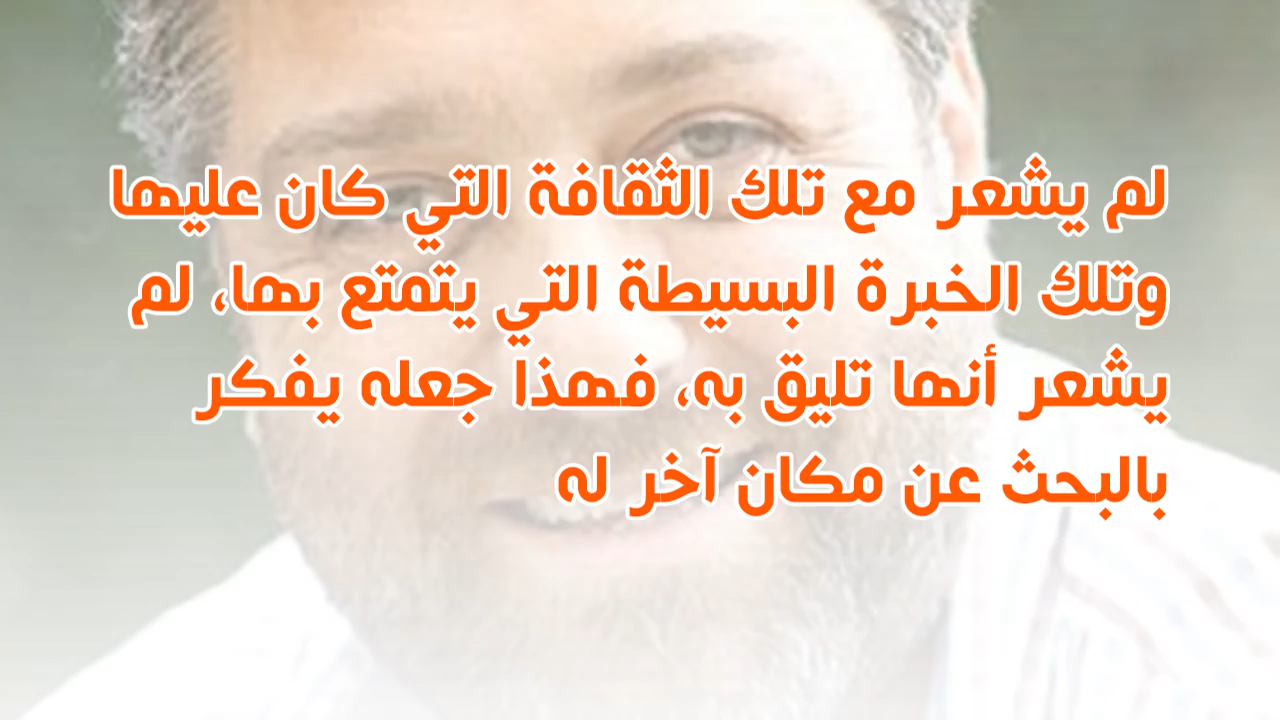 لم يشعر مع تلك الثقافة التي كان عليها
وتلك الخبرة البسيطة التي يتمتع بها، لم
يشعر أنها تليق به، فهذا جعله يفكر
بالبحث عن مكان آخر له